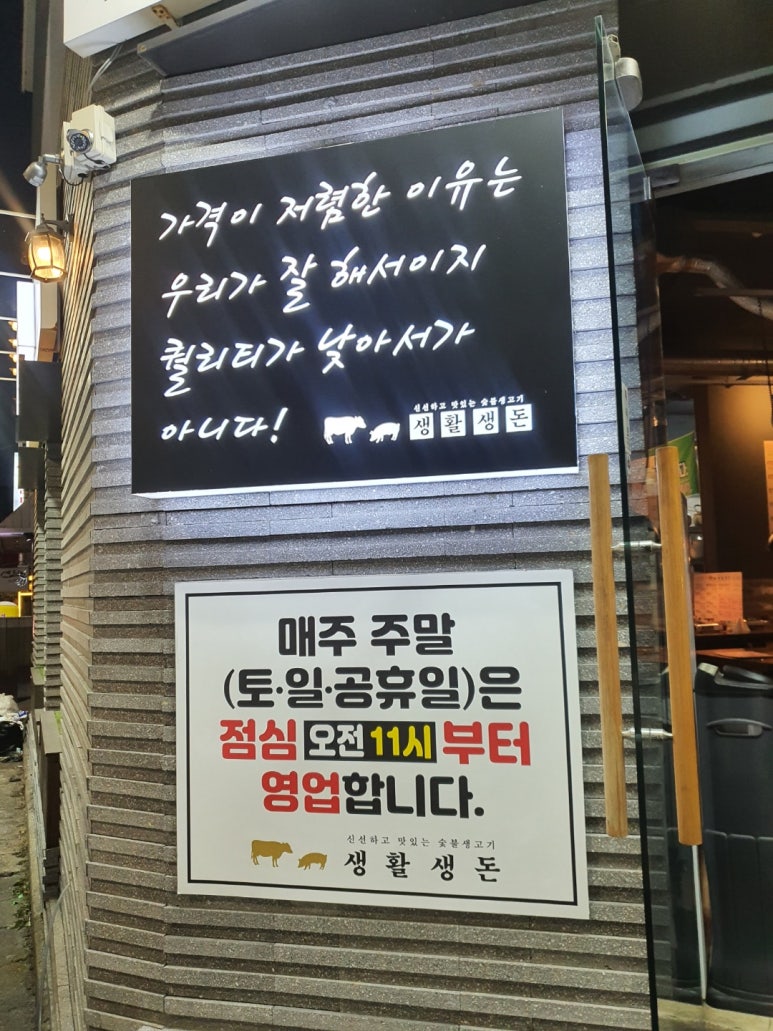 가격이 저렴한 이유는
우리가 잘 해서이지
퀄리티가 낮아서가
아니다!
신선하고 맛있는 숯불생고기
생활생돈
매주 주말
(토·일·공휴일)은
점심 오전 11시 부터
영업합니다.
신선하고 맛있는 숯불생고기
생활생돈